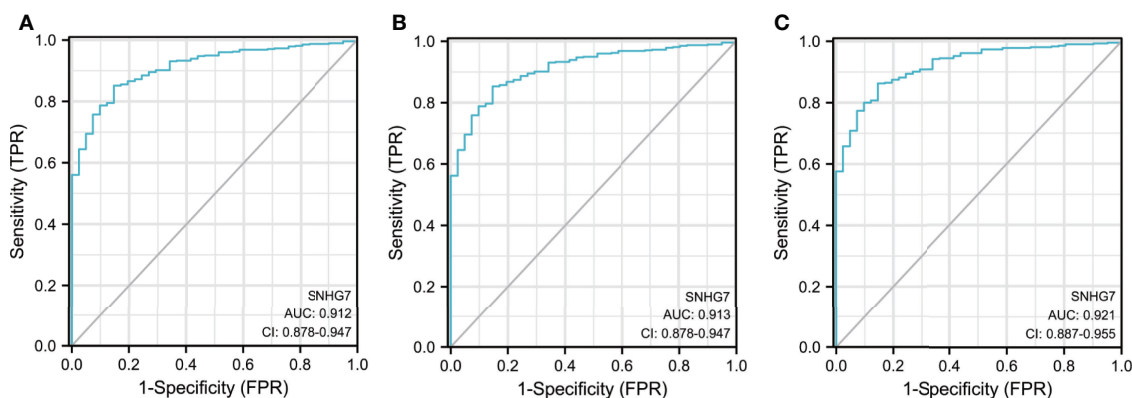 A
1.0
0.8
0.6
0.4
0.2
0.0
Sensitivity (TPR)
SNHG7
AUC: 0.912
CI: 0.878-0.947
0.0 0.2 0.4 0.6 0.8 1.0
1-Specificity (FPR)
B
1.0
0.8
0.6
0.4
0.2
0.0
Sensitivity (TPR)
SNHG7
AUC: 0.913
CI: 0.878-0.947
0.0 0.2 0.4 0.6 0.8 1.0
1-Specificity (FPR)
C
1.0
0.8
0.6
0.4
0.2
0.0
Sensitivity (TPR)
SNHG7
AUC: 0.921
CI: 0.887-0.955
0.0 0.2 0.4 0.6 0.8 1.0
1-Specificity (FPR)